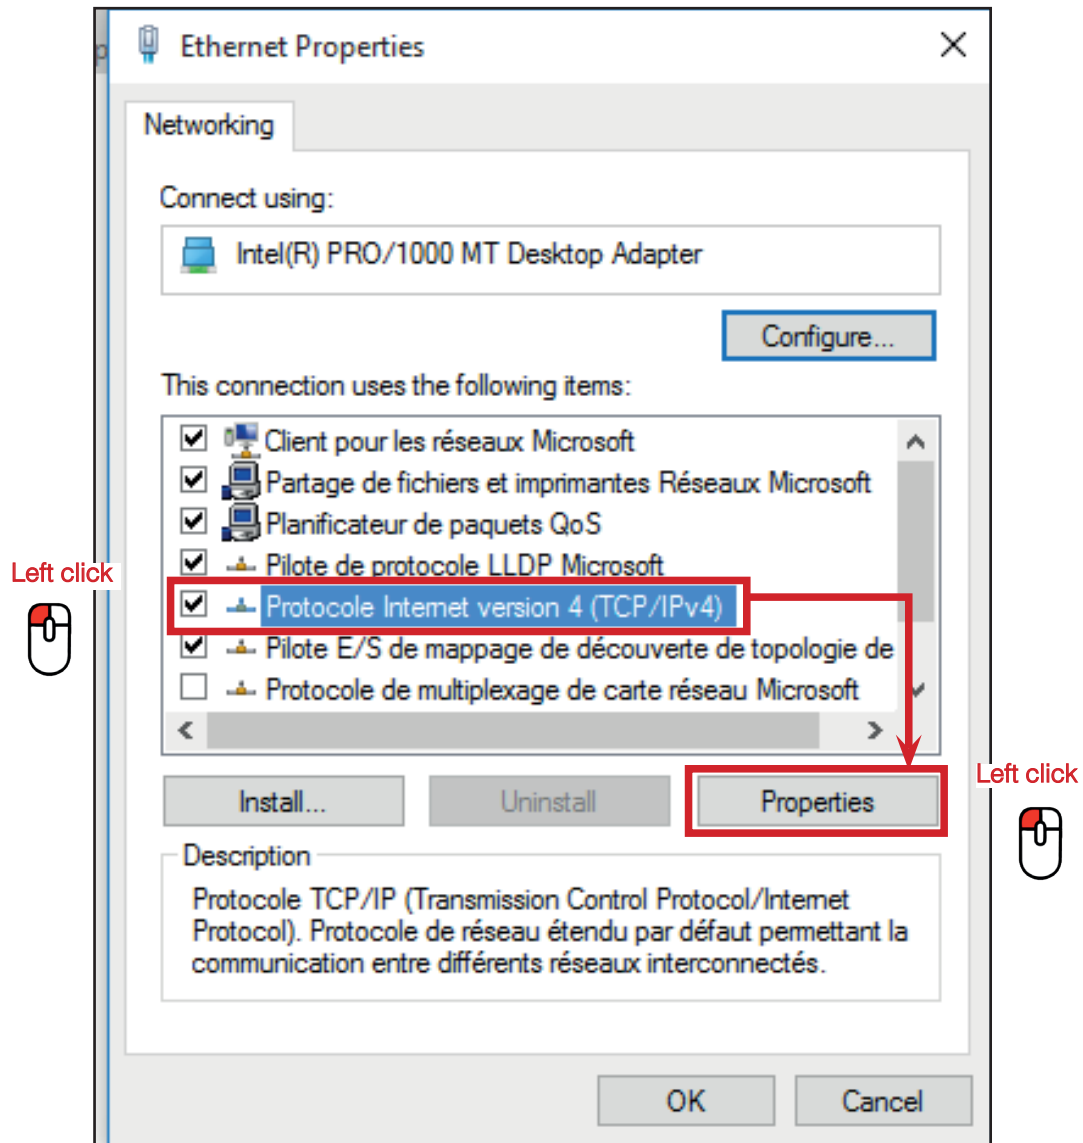 Ethernet Properties
Networking
Connect using:
Intel(R) PRO/1000 MT Desktop Adapter
Configure...
This connection uses the following items:
Client pour les réseaux Microsoft
Partage de fichiers et imprimantes Réseaux Microsoft
Planificateur de paquets QoS
Pilote de protocole LLDP Microsoft
Left click
Protocole Internet version 4 (TCP/IPv4)
Pilote E/S de mappage de découverte de topologie de
Protocole de multiplexage de carte réseau Microsoft
Left click
Install...
Uninstall
Properties
Description
Protocole TCP/IP (Transmission Control Protocol/Internet
Protocol). Protocole de réseau étendu par défaut permettant la
communication entre différents réseaux interconnectés.
OK
Cancel